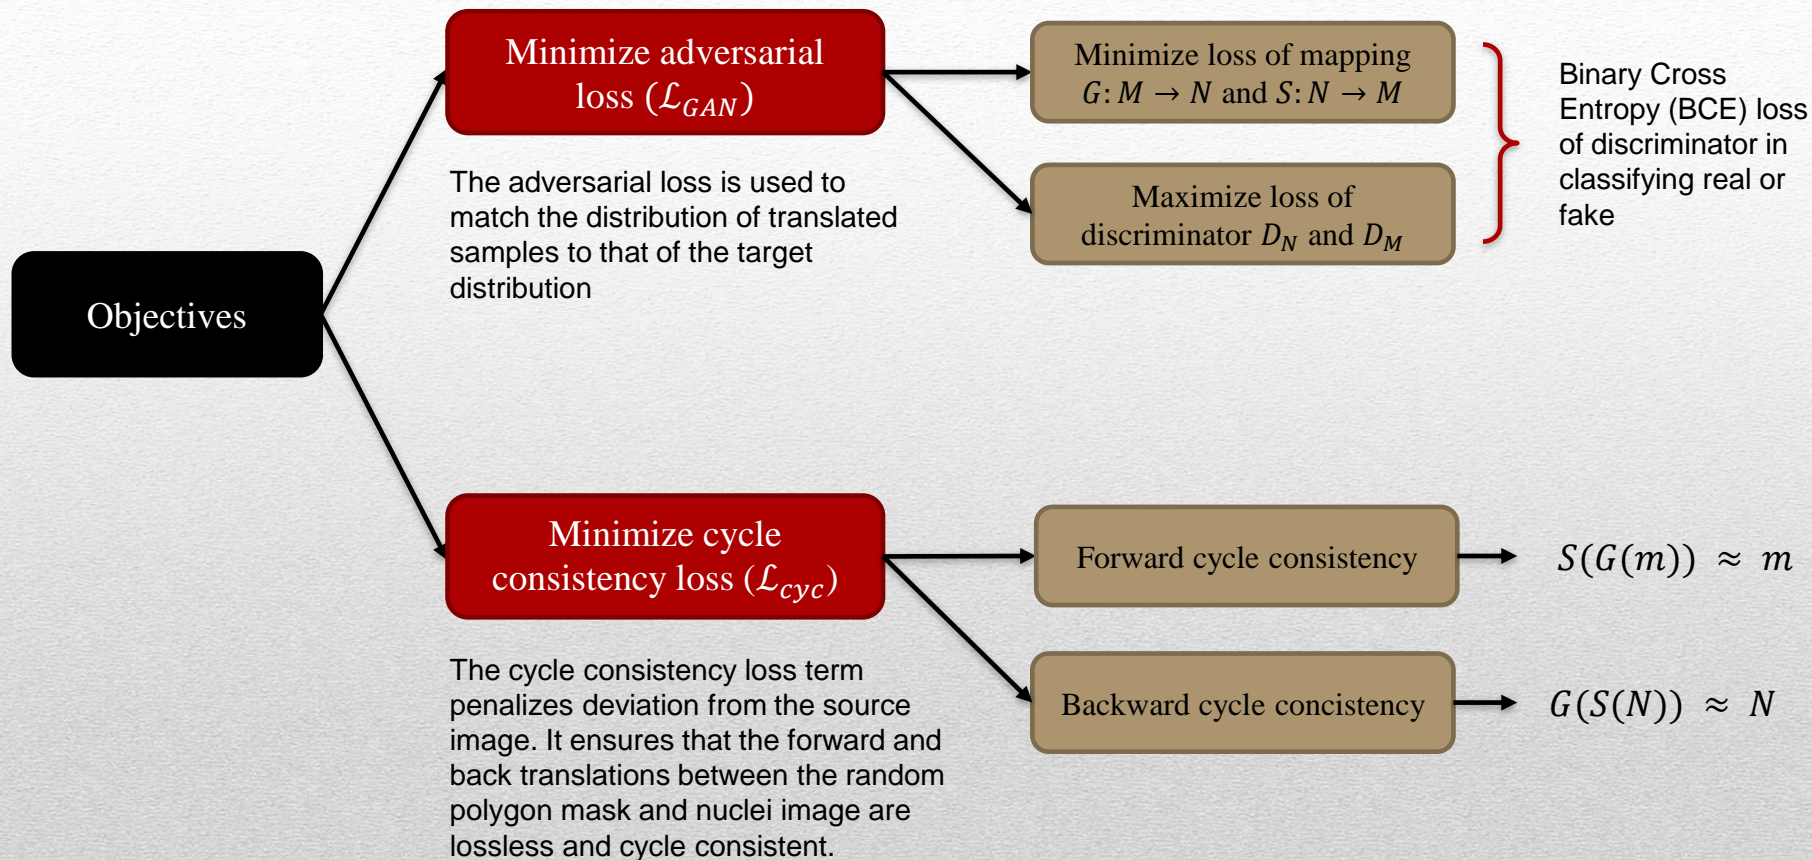 Objectives
Minimize adversarial
loss (ℒ_GAN)
The adversarial loss is used to
match the distribution of translated
samples to that of the target
distribution
Minimize loss of mapping
G: M → N and S: N → M
Maximize loss of
discriminator D_N and D_M
Binary Cross
Entropy (BCE) loss
of discriminator in
classifying real or
fake
Minimize cycle
consistency loss (ℒ_cyc)
The cycle consistency loss term
penalizes deviation from the source
image. It ensures that the forward and
back translations between the random
polygon mask and nuclei image are
lossless and cycle consistent.
Forward cycle consistency
S(G(m)) ≈ m
Backward cycle concistency
G(S(N)) ≈ N